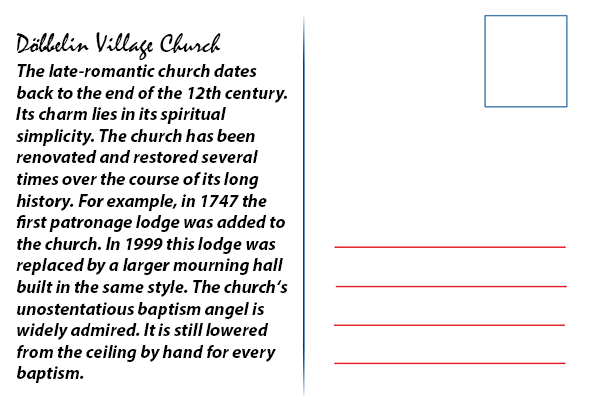 Döbbelin Village Church
The late-romantic church dates
back to the end of the 12th century.
Its charm lies in its spiritual
simplicity. The church has been
renovated and restored several
times over the course of its long
history. For example, in 1747 the
first patronage lodge was added to
the church. In 1999 this lodge was
replaced by a larger mourning hall
built in the same style. The church‘s
unostentatious baptism angel is
widely admired. It is still lowered
from the ceiling by hand for every
baptism.